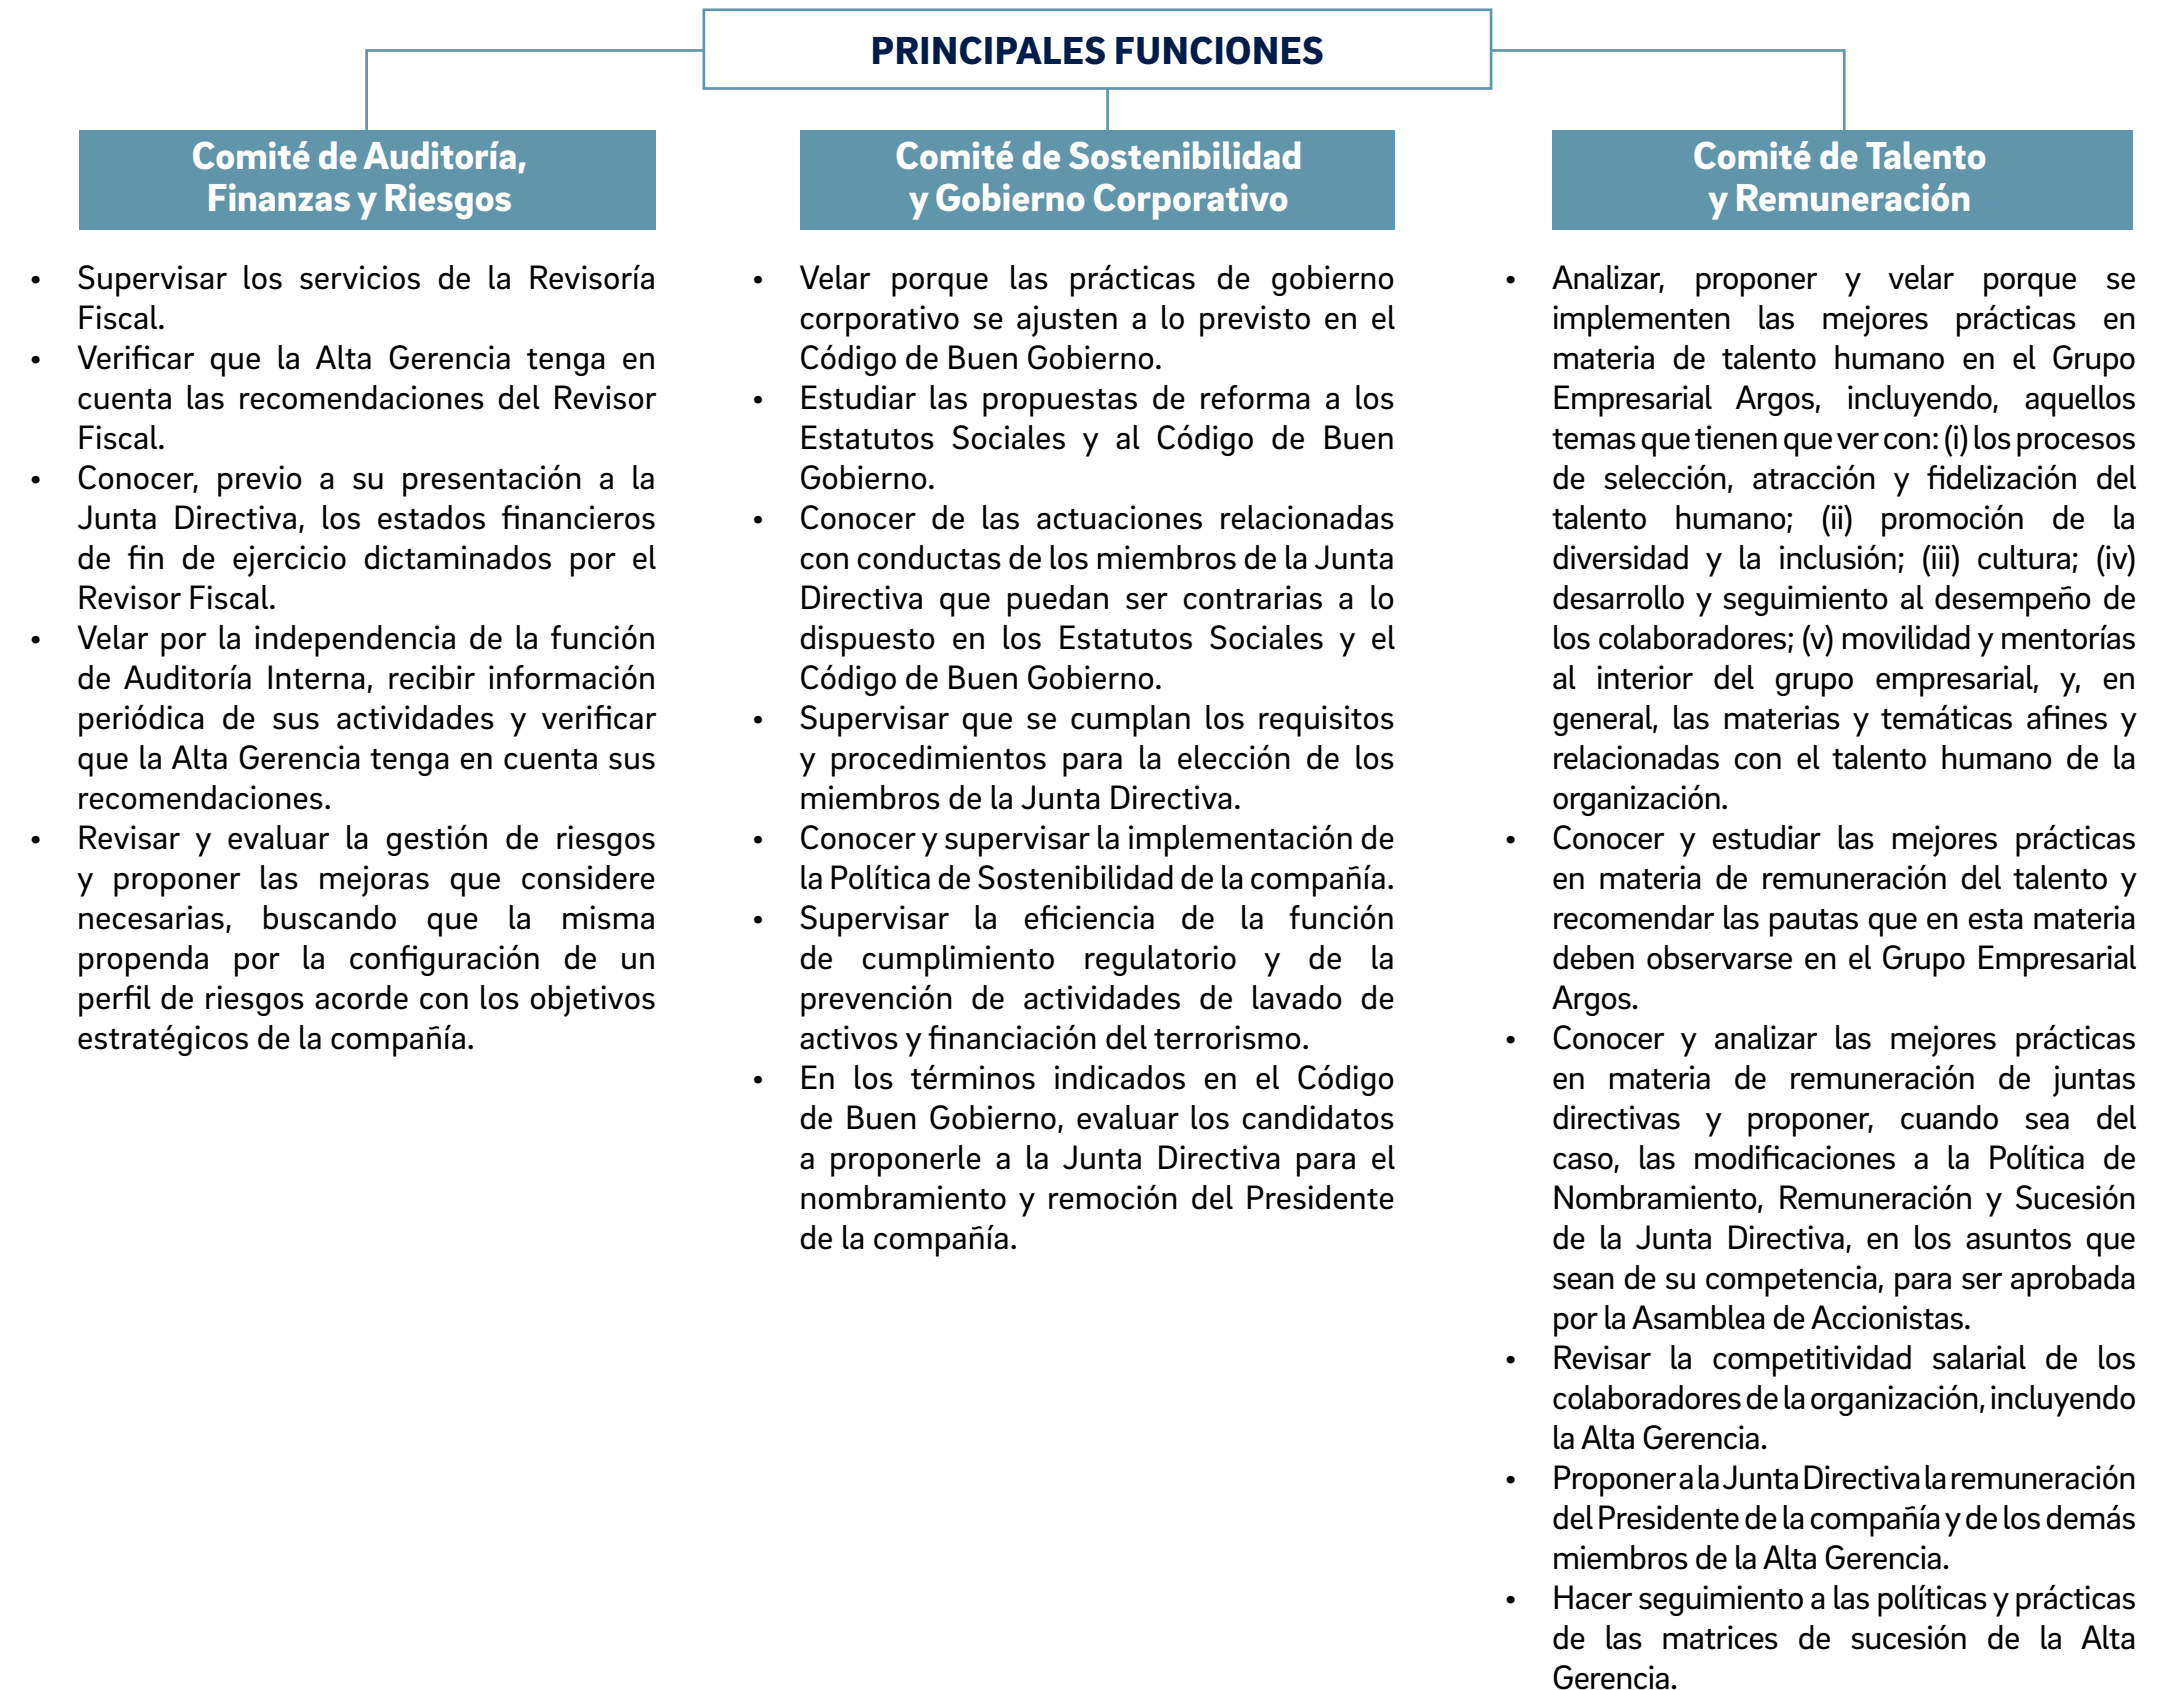 PRINCIPALES FUNCIONES
Comité de Auditoría,
Finanzas y Riesgos
• Supervisar los servicios de la Revisoría
Fiscal.
• Verificar que la Alta Gerencia tenga en
cuenta las recomendaciones del Revisor
Fiscal.
• Conocer, previo a su presentación a la
Junta Directiva, los estados financieros
de fin de ejercicio dictaminados por el
Revisor Fiscal.
• Velar por la independencia de la función
de Auditoría Interna, recibir información
periódica de sus actividades y verificar
que la Alta Gerencia tenga en cuenta sus
recomendaciones.
• Revisar y evaluar la gestión de riesgos
y proponer las mejoras que considere
necesarias, buscando que la misma
propenda por la configuración de un
perfil de riesgos acorde con los objetivos
estratégicos de la compañía.
Comité de Sostenibilidad
y Gobierno Corporativo
• Velar porque las prácticas de gobierno
corporativo se ajusten a lo previsto en el
Código de Buen Gobierno.
• Estudiar las propuestas de reforma a los
Estatutos Sociales y al Código de Buen
Gobierno.
• Conocer de las actuaciones relacionadas
con conductas de los miembros de la Junta
Directiva que puedan ser contrarias a lo
dispuesto en los Estatutos Sociales y el
Código de Buen Gobierno.
• Supervisar que se cumplan los requisitos
y procedimientos para la elección de los
miembros de la Junta Directiva.
• Conocer y supervisar la implementación de
la Política de Sostenibilidad de la compañía.
• Supervisar la eficiencia de la función
de cumplimiento regulatorio y de la
prevención de actividades de lavado de
activos y financiación del terrorismo.
• En los términos indicados en el Código
de Buen Gobierno, evaluar los candidatos
a proponerle a la Junta Directiva para el
nombramiento y remoción del Presidente
de la compañía.
Comité de Talento
y Remuneración
• Analizar, proponer y velar porque se
implementen las mejores prácticas en
materia de talento humano en el Grupo
Empresarial Argos, incluyendo, aquellos
temas que tienen que ver con: (i) los procesos
de selección, atracción y fidelización del
talento humano; (ii) promoción de la
diversidad y la inclusión; (iii) cultura; (iv)
desarrollo y seguimiento al desempeño de
los colaboradores; (v) movilidad y mentorías
al interior del grupo empresarial, y, en
general, las materias y temáticas afines y
relacionadas con el talento humano de la
organización.
• Conocer y estudiar las mejores prácticas
en materia de remuneración del talento y
recomendar las pautas que en esta materia
deben observarse en el Grupo Empresarial
Argos.
• Conocer y analizar las mejores prácticas
en materia de remuneración de juntas
directivas y proponer, cuando sea del
caso, las modificaciones a la Política de
Nombramiento, Remuneración y Sucesión
de la Junta Directiva, en los asuntos que
sean de su competencia, para ser aprobada
por la Asamblea de Accionistas.
• Revisar la competitividad salarial de los
colaboradores de la organización, incluyendo
la Alta Gerencia.
• Proponer a la Junta Directiva la remuneración
del Presidente de la compañía y de los demás
miembros de la Alta Gerencia.
• Hacer seguimiento a las políticas y prácticas
de las matrices de sucesión de la Alta
Gerencia.